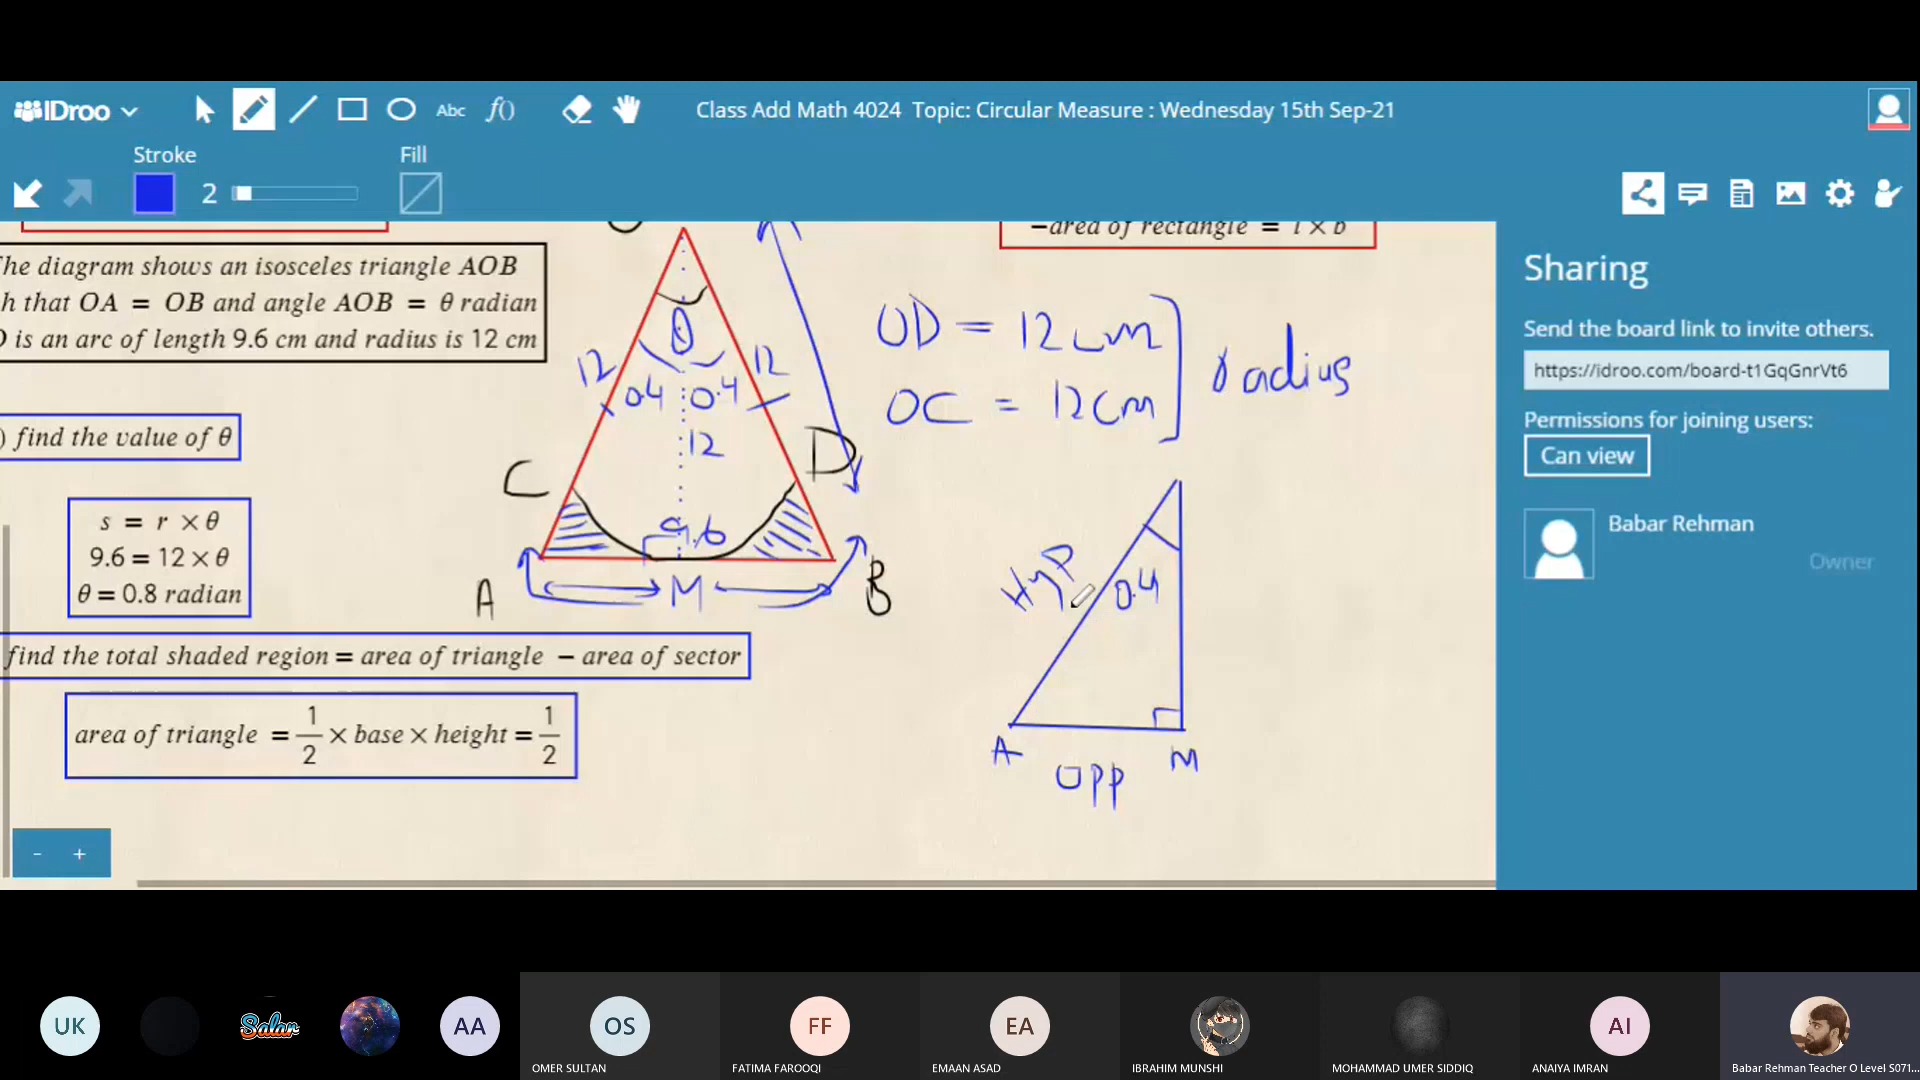 IDroo
Abc
f()
Class Add Math 4024 Topic: Circular Measure : Wednesday 15th Sep-21
Stroke
Fill
2
The diagram shows an isosceles triangle AOB
h that OA = OB and angle AOB = θ radian
D is an arc of length 9.6 cm and radius is 12 cm
) find the value of θ
s = r × θ
9.6 = 12 × θ
θ = 0.8 radian
find the total shaded region = area of triangle − area of sector
area of triangle = 1/2 × base × height = 1/2
- +
θ
12
12
0.4
0.4
12
C
D
9.6
A
M
B
−area of rectangle = l × b
OD = 12cm
OC = 12cm
radius
Hyp
0.4
A
M
opp
Sharing
Send the board link to invite others.
https://idroo.com/board-t1GqGnrVt6
Permissions for joining users:
Can view
Babar Rehman
Owner
UK
Salar
AA
OS
OMER SULTAN
FF
FATIMA FAROOQI
EA
EMAAN ASAD
IBRAHIM MUNSHI
MOHAMMAD UMER SIDDIQ
AI
ANAIYA IMRAN
Babar Rehman Teacher O Level S071...